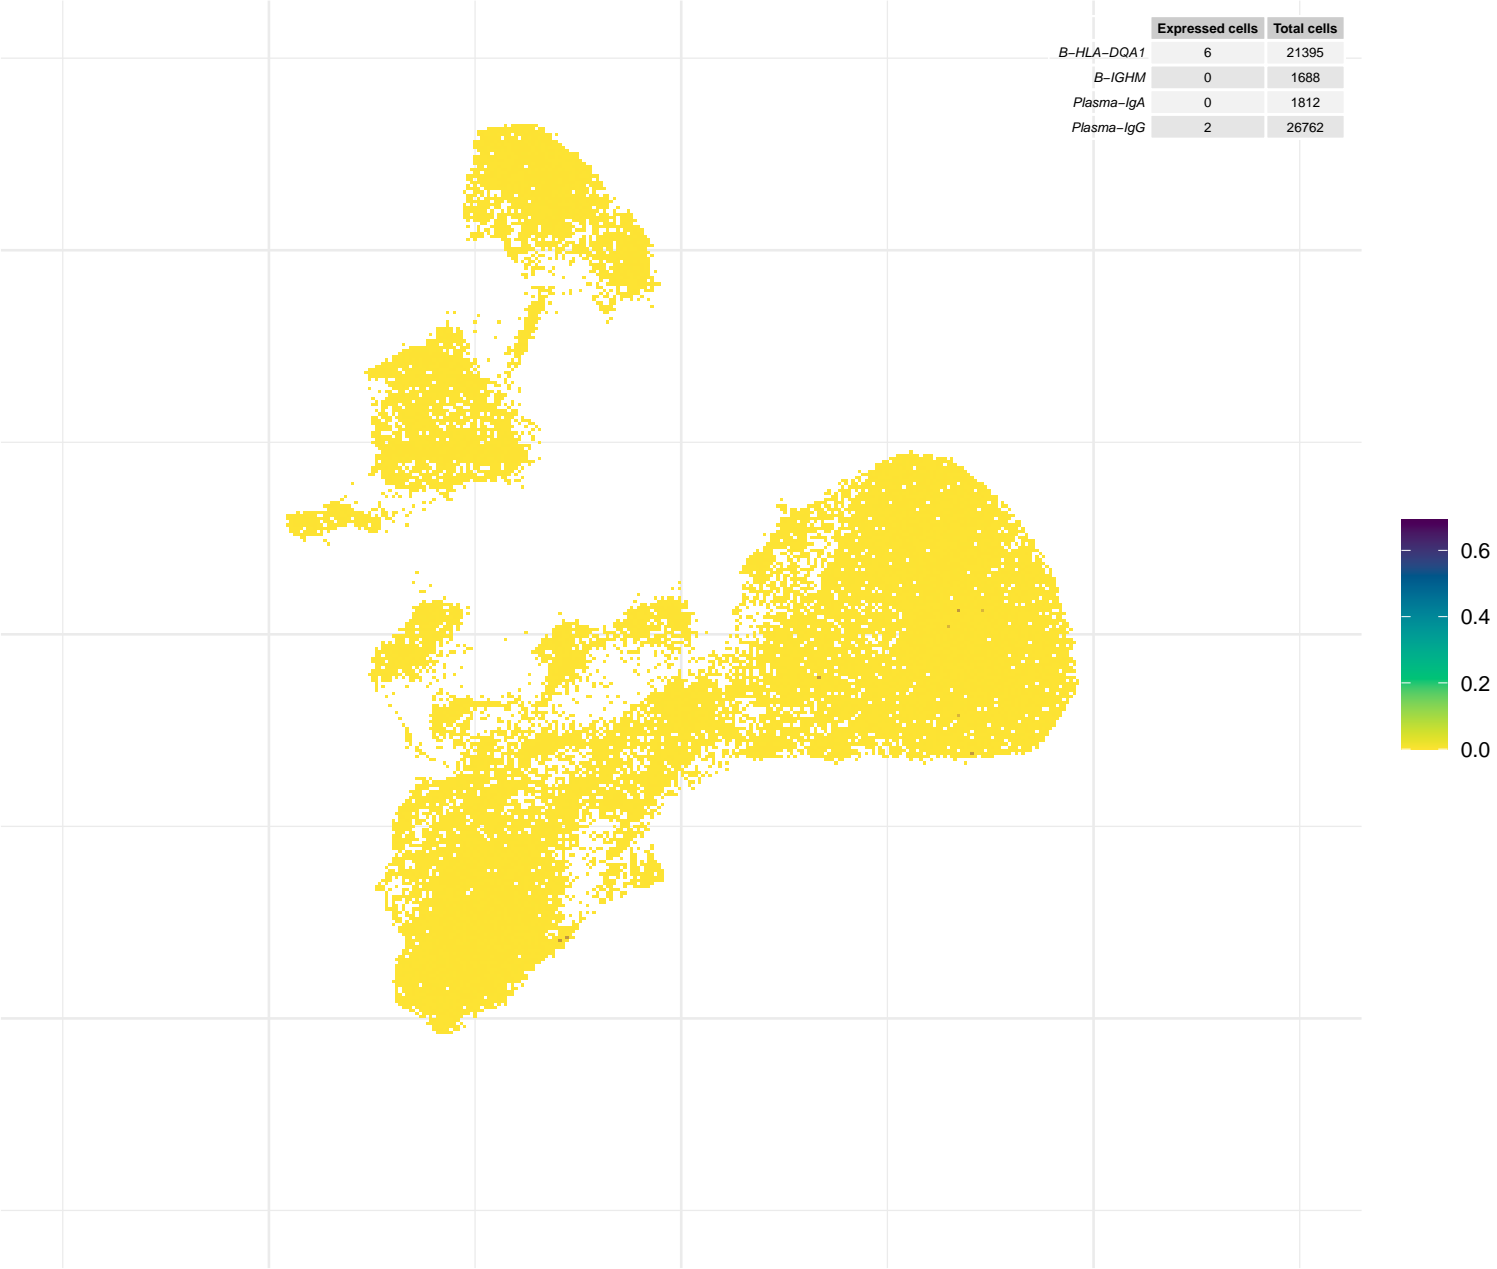 Expressed cells Total cells
B−HLA−DQA1 6 21395
B−IGHM 0 1688
Plasma−IgA 0 1812
Plasma−IgG 2 26762
0.6
0.4
0.2
0.0